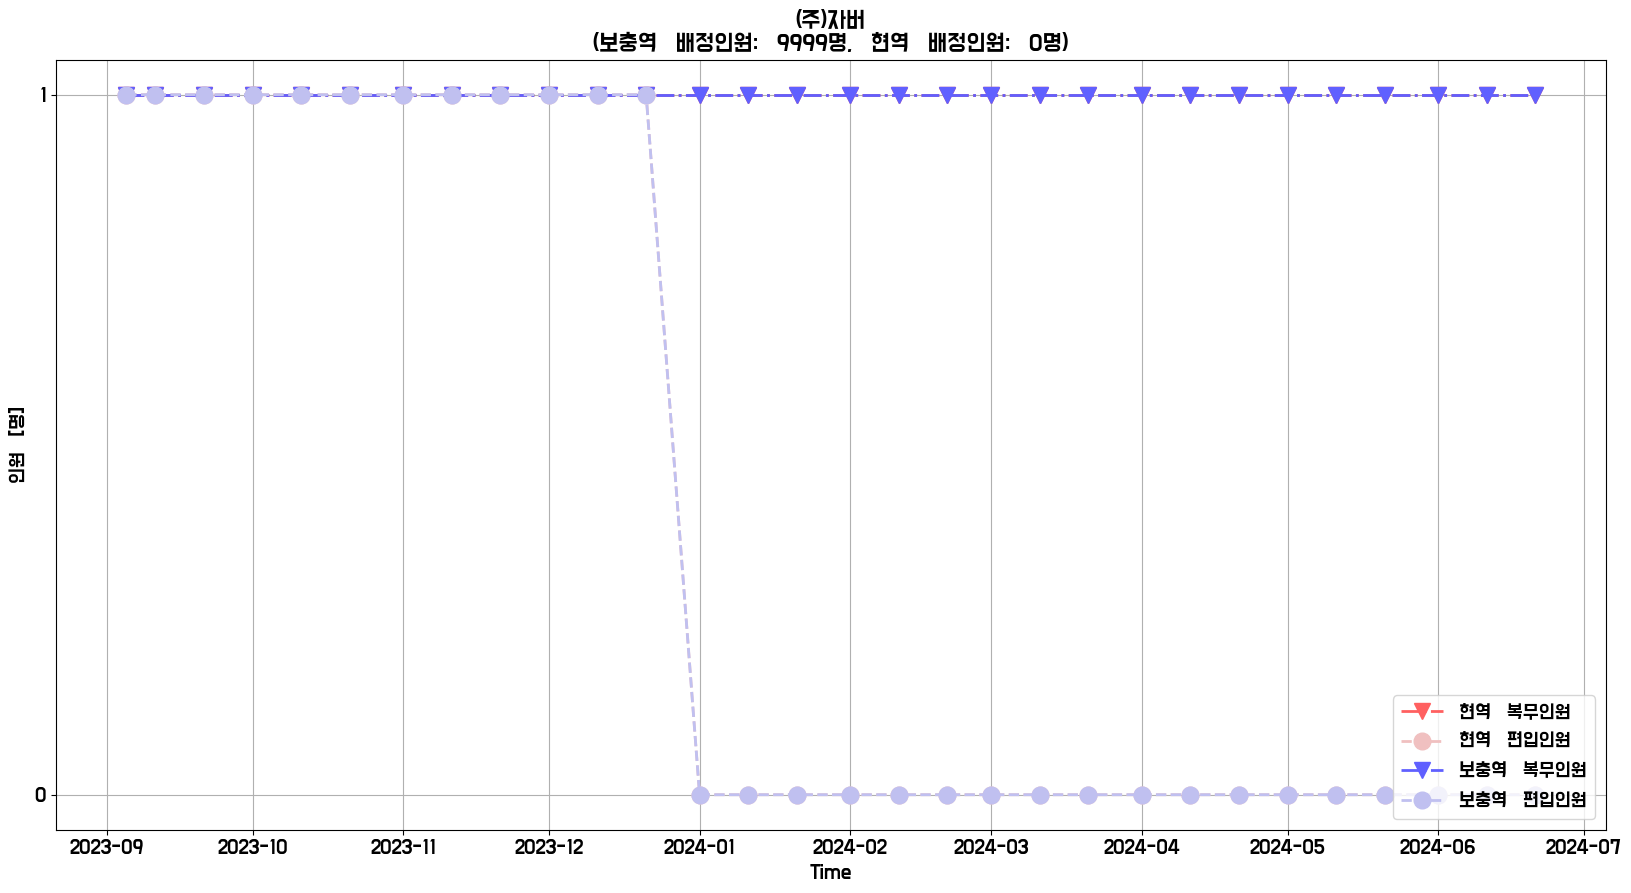 (주)자버
(보충역 배정인원: 9999명, 현역 배정인원: 0명)
인원 [명]
1
0
현역 복무인원
현역 편입인원
보충역 복무인원
보충역 편입인원
2023-09 2023-10 2023-11 2023-12 2024-01 2024-02 2024-03 2024-04 2024-05 2024-06 2024-07
Time